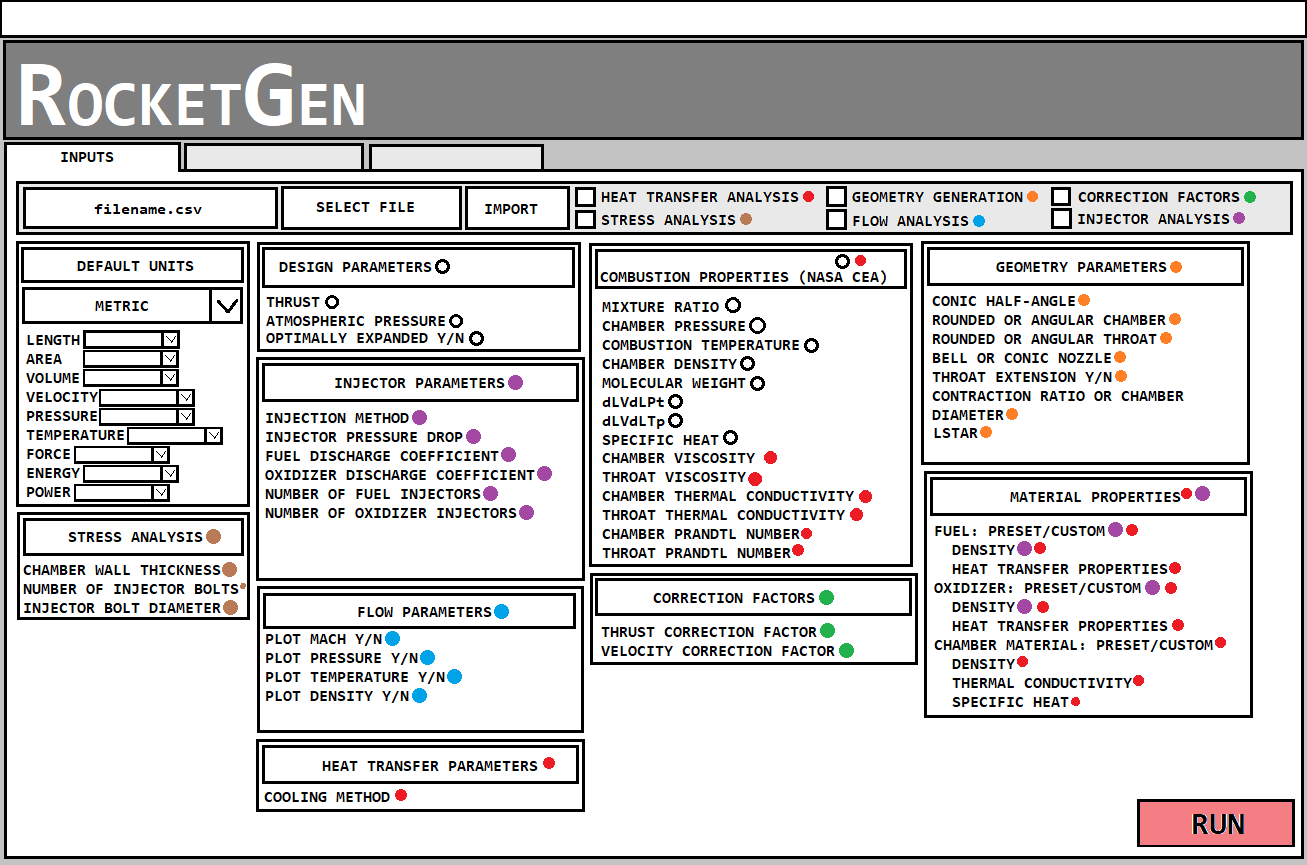 ROCKETGEN
INPUTS
filename.csv
SELECT FILE
IMPORT
HEAT TRANSFER ANALYSIS
GEOMETRY GENERATION
CORRECTION FACTORS
STRESS ANALYSIS
FLOW ANALYSIS
INJECTOR ANALYSIS
DEFAULT UNITS
METRIC
LENGTH
AREA
VOLUME
VELOCITY
PRESSURE
TEMPERATURE
FORCE
ENERGY
POWER
STRESS ANALYSIS
CHAMBER WALL THICKNESS
NUMBER OF INJECTOR BOLTS
INJECTOR BOLT DIAMETER
DESIGN PARAMETERS
THRUST
ATMOSPHERIC PRESSURE
OPTIMALLY EXPANDED Y/N
INJECTOR PARAMETERS
INJECTION METHOD
INJECTOR PRESSURE DROP
FUEL DISCHARGE COEFFICIENT
OXIDIZER DISCHARGE COEFFICIENT
NUMBER OF FUEL INJECTORS
NUMBER OF OXIDIZER INJECTORS
FLOW PARAMETERS
PLOT MACH Y/N
PLOT PRESSURE Y/N
PLOT TEMPERATURE Y/N
PLOT DENSITY Y/N
HEAT TRANSFER PARAMETERS
COOLING METHOD
COMBUSTION PROPERTIES (NASA CEA)
MIXTURE RATIO
CHAMBER PRESSURE
COMBUSTION TEMPERATURE
CHAMBER DENSITY
MOLECULAR WEIGHT
dLVdLPt
dLVdLTp
SPECIFIC HEAT
CHAMBER VISCOSITY
THROAT VISCOSITY
CHAMBER THERMAL CONDUCTIVITY
THROAT THERMAL CONDUCTIVITY
CHAMBER PRANDTL NUMBER
THROAT PRANDTL NUMBER
CORRECTION FACTORS
THRUST CORRECTION FACTOR
VELOCITY CORRECTION FACTOR
GEOMETRY PARAMETERS
CONIC HALF-ANGLE
ROUNDED OR ANGULAR CHAMBER
ROUNDED OR ANGULAR THROAT
BELL OR CONIC NOZZLE
THROAT EXTENSION Y/N
CONTRACTION RATIO OR CHAMBER
DIAMETER
LSTAR
MATERIAL PROPERTIES
FUEL: PRESET/CUSTOM
DENSITY
HEAT TRANSFER PROPERTIES
OXIDIZER: PRESET/CUSTOM
DENSITY
HEAT TRANSFER PROPERTIES
CHAMBER MATERIAL: PRESET/CUSTOM
DENSITY
THERMAL CONDUCTIVITY
SPECIFIC HEAT
RUN